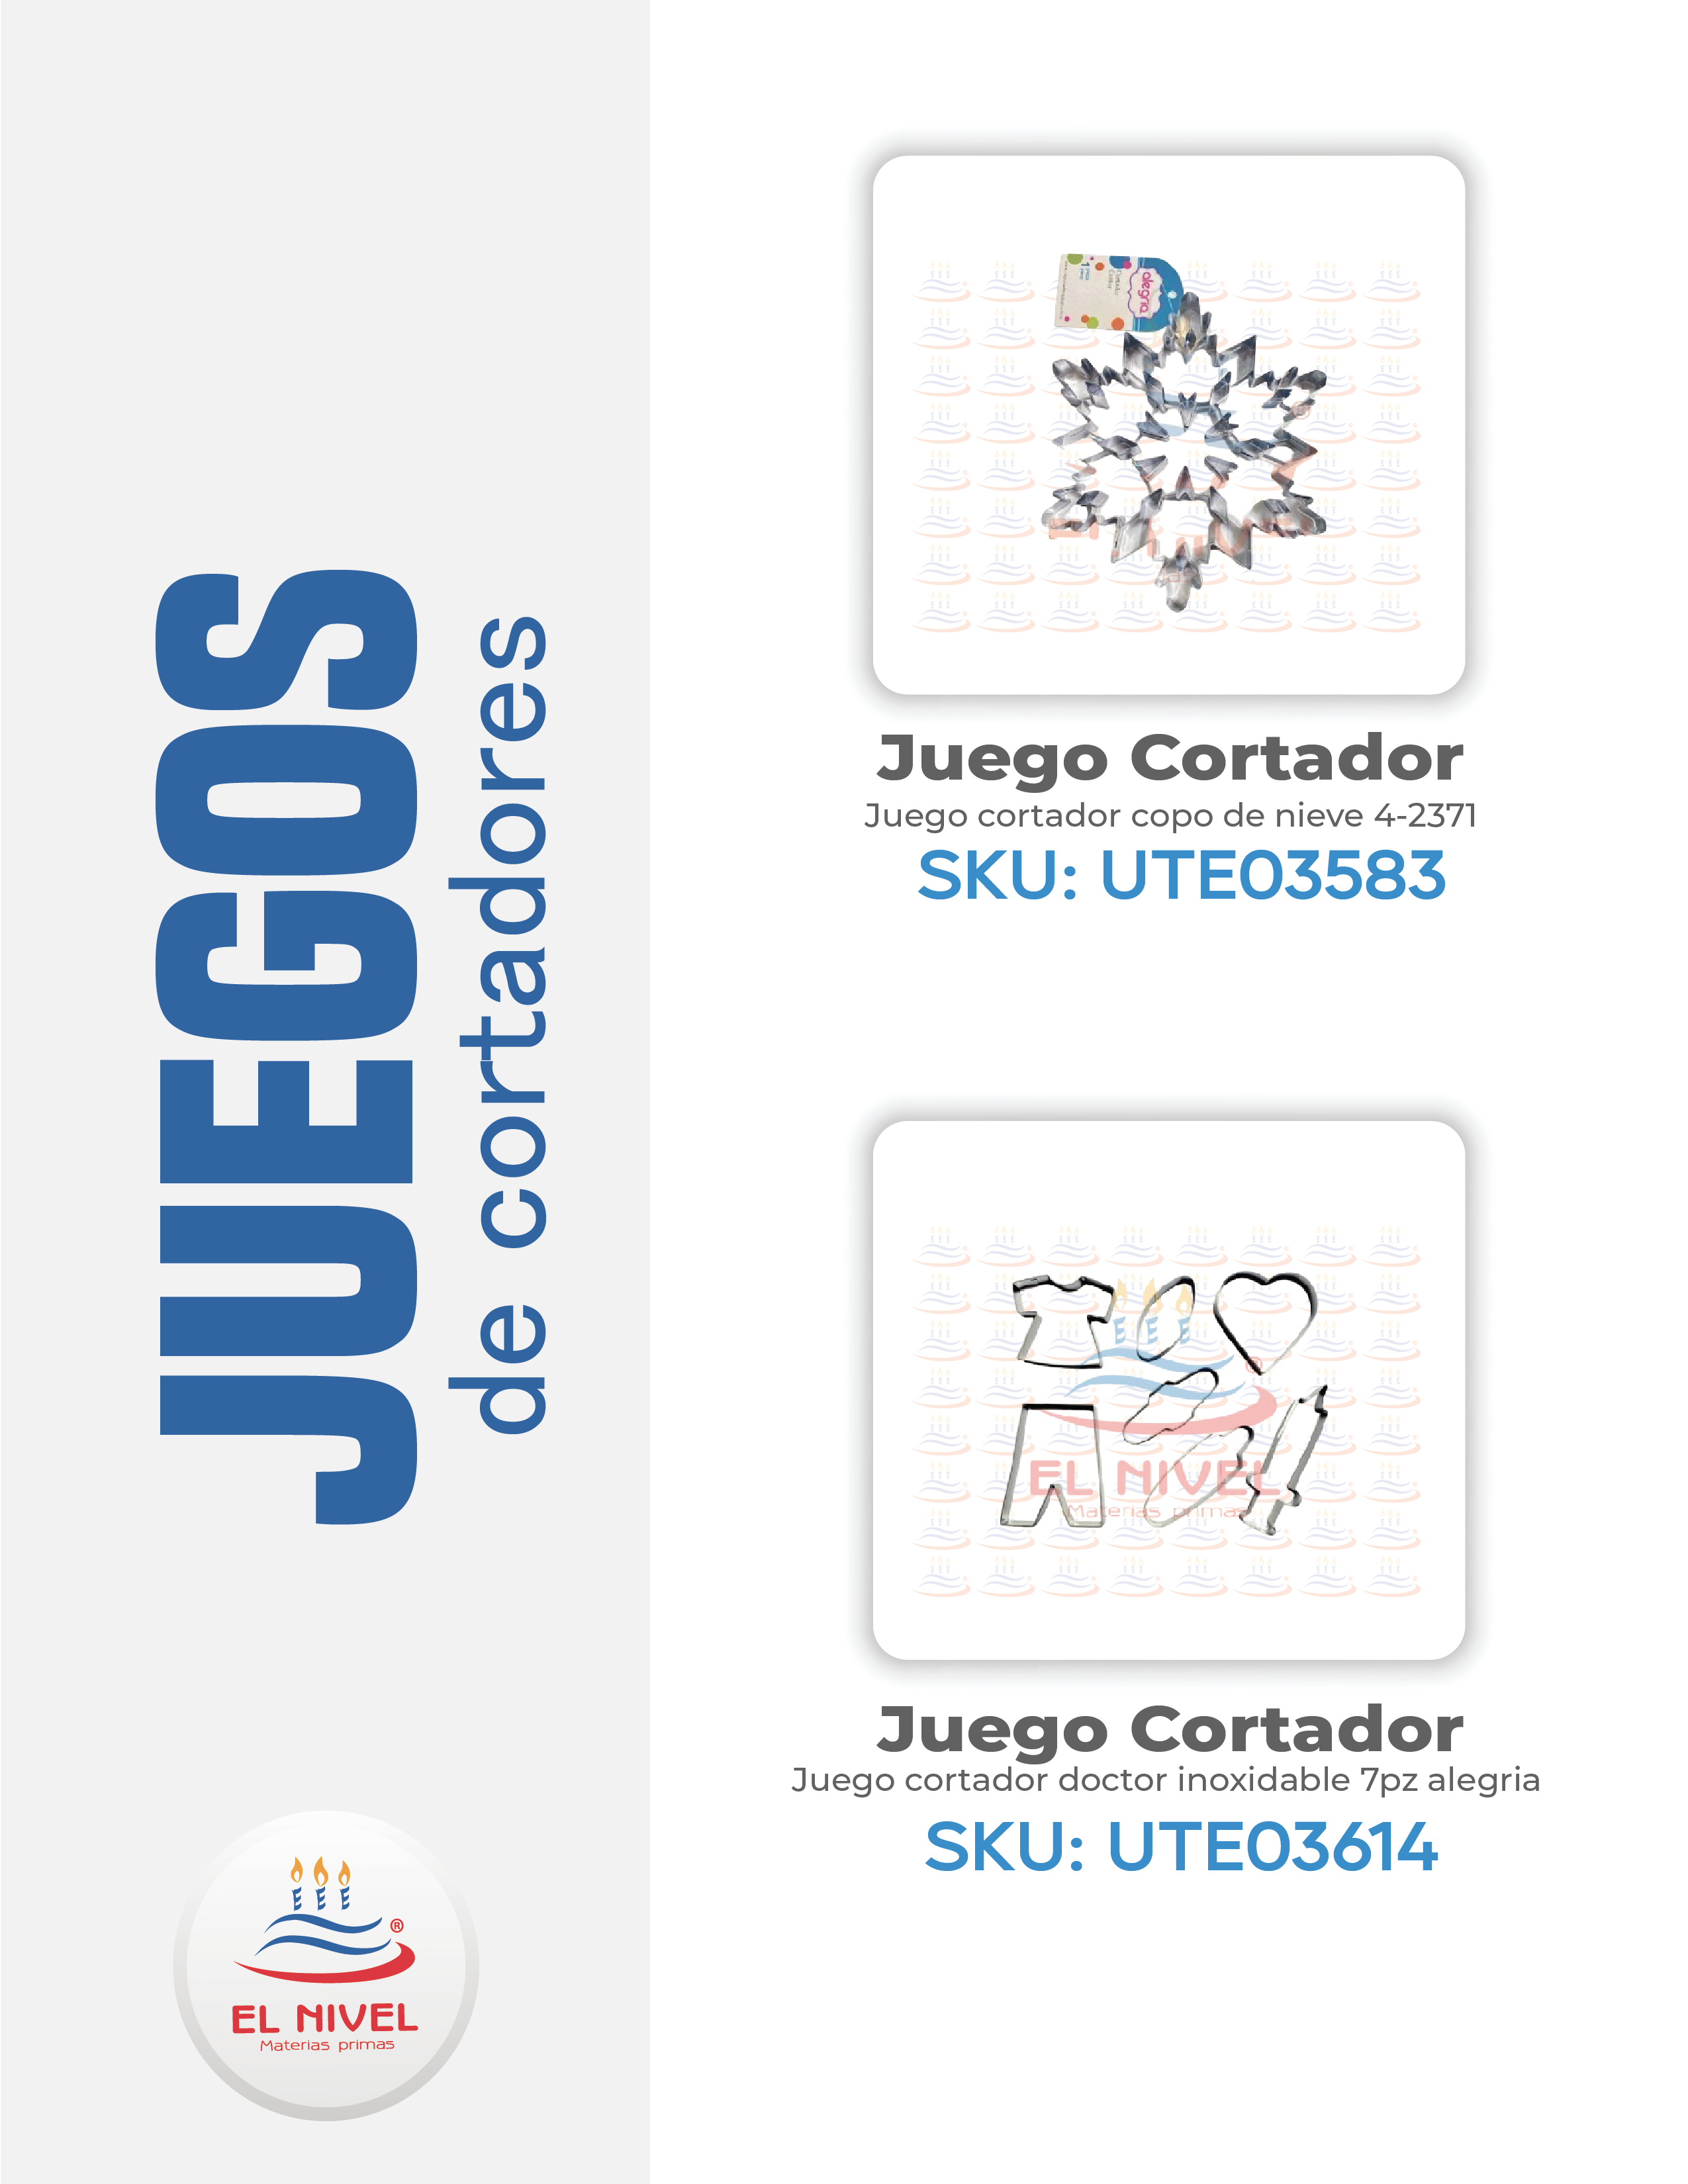 JUEGOS
de cortadores
alegria
Juego Cortador
Juego cortador copo de nieve 4-2371
SKU: UTE03583
EL NIVEL
Materias primas
Juego Cortador
Juego cortador doctor inoxidable 7pz alegria
SKU: UTE03614
®
EL NIVEL
Materias primas